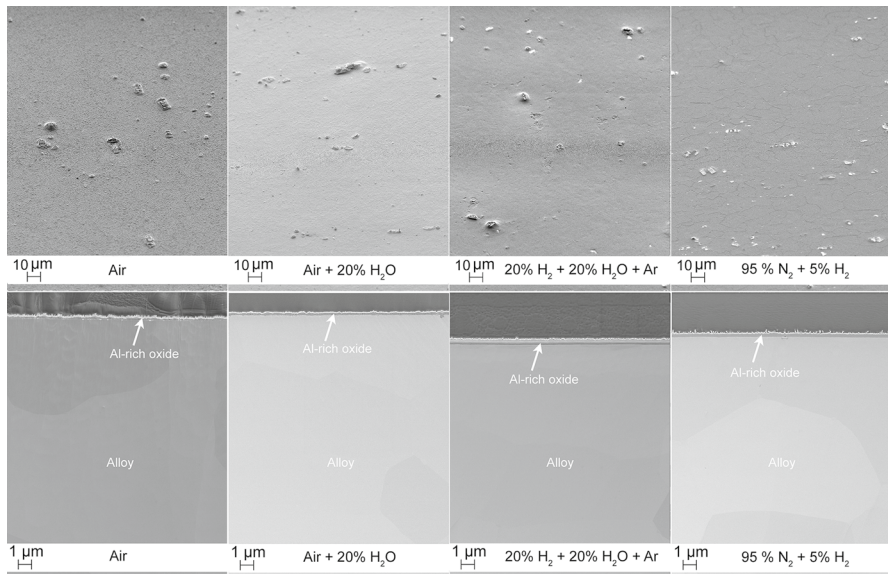 10 µm
Air
10 µm
Air + 20% H₂O
10 µm
20% H₂ + 20% H₂O + Ar
10 µm
95 % N₂ + 5% H₂
Al-rich oxide
Al-rich oxide
Al-rich oxide
Al-rich oxide
Alloy
Alloy
Alloy
Alloy
1 µm
Air
1 µm
Air + 20% H₂O
1 µm
20% H₂ + 20% H₂O + Ar
1 µm
95 % N₂ + 5% H₂